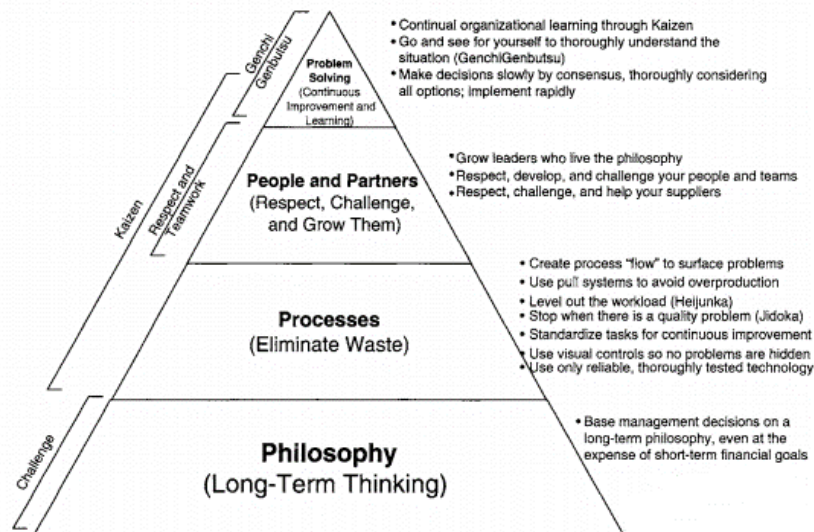 Genchi
Genbutsu
Problem
Solving
(Continuous
Improvement and
Learning)
• Continual organizational learning through Kaizen
• Go and see for yourself to thoroughly understand the
situation (GenchiGenbutsu)
• Make decisions slowly by consensus, thoroughly considering
all options; implement rapidly
Kaizen
Respect and
Teamwork
People and Partners
(Respect, Challenge,
and Grow Them)
• Grow leaders who live the philosophy
• Respect, develop, and challenge your people and teams
• Respect, challenge, and help your suppliers
Processes
(Eliminate Waste)
• Create process "flow" to surface problems
• Use pull systems to avoid overproduction
• Level out the workload (Heijunka)
• Stop when there is a quality problem (Jidoka)
• Standardize tasks for continuous improvement
• Use visual controls so no problems are hidden
• Use only reliable, thoroughly tested technology
Challenge
Philosophy
(Long-Term Thinking)
• Base management decisions on a
long-term philosophy, even at the
expense of short-term financial goals